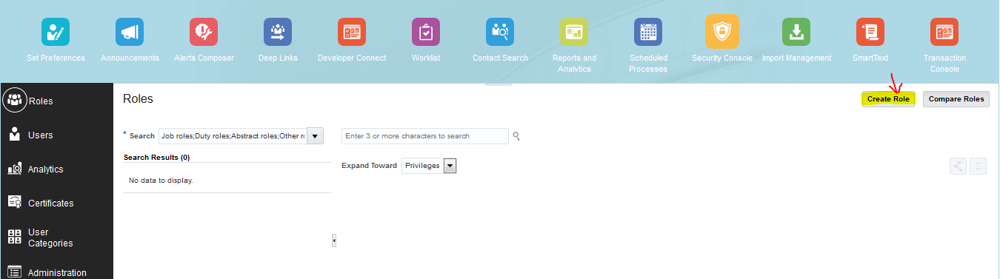 Set Preferences
Announcements
Alerts Composer
Deep Links
Developer Connect
Worklist
Contact Search
Reports and
Analytics
Scheduled
Processes
Security Console
Import Management
SmartText
Transaction
Console
Roles
Users
Analytics
Certificates
User
Categories
Administration
Roles
Create Role
Compare Roles
* Search
Job roles;Duty roles;Abstract roles;Other ro
Enter 3 or more characters to search
Search Results (0)
No data to display.
Expand Toward
Privileges